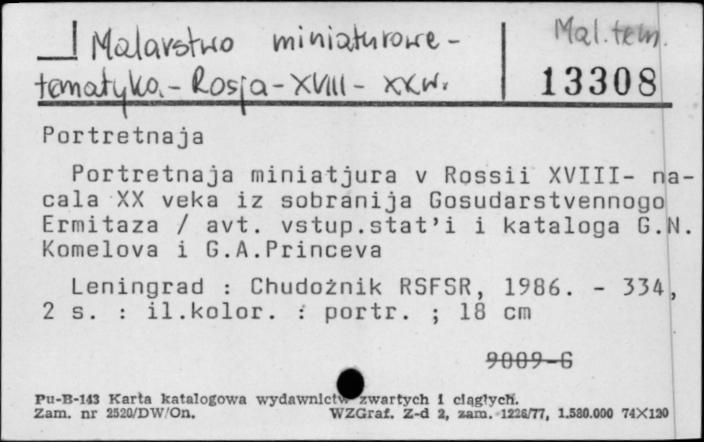 Malarstwo miniaturowe - Mal. tem.
tematyka - Rosja - XVIII - XX w. 13308
Portretnaja
Portretnaja miniatjura v Rossii XVIII- na-
cala XX veka iz sobranija Gosudarstvennogo
Ermitaza / avt. vstup.stat'i i kataloga G.N.
Komelova i G.A.Princeva
Leningrad : Chudożnik RSFSR, 1986. - 334,
2 s. : il.kolor. : portr. ; 18 cm
9009-G
Pu-B-143 Karta katalogowa wydawnictw zwartych i ciągłych.
Zam. nr 2520/DW/On. WZGraf. Z-d 2, zam. 1226/77, 1.580.000 74×120